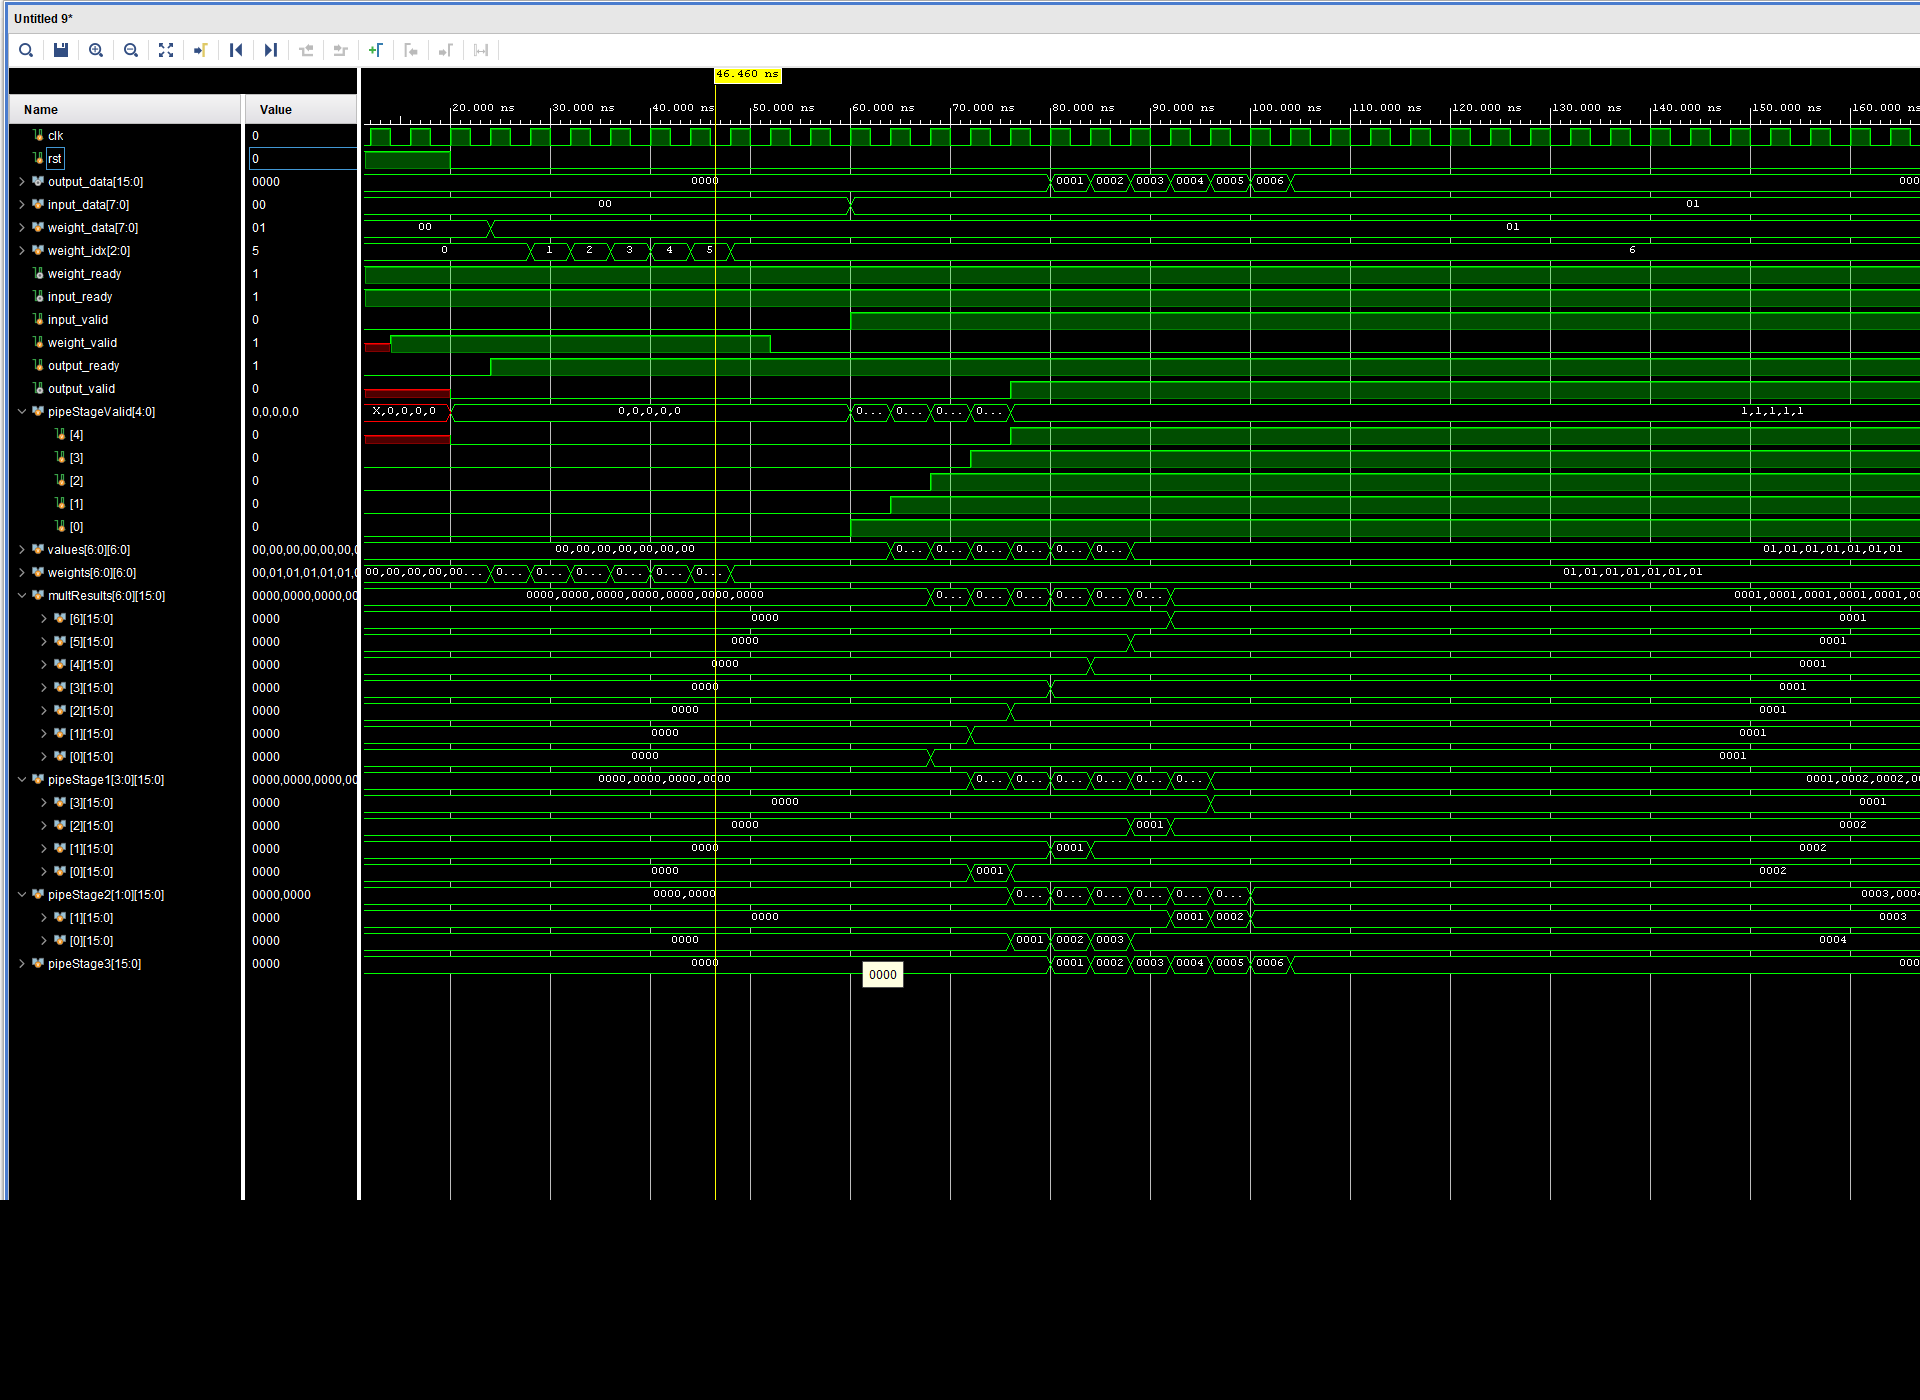 Untitled 9*
46.460 ns
Name Value
20.000 ns 30.000 ns 40.000 ns 50.000 ns 60.000 ns 70.000 ns 80.000 ns 90.000 ns 100.000 ns 110.000 ns 120.000 ns 130.000 ns 140.000 ns 150.000 ns 160.000 ns
clk 0
rst 0
output_data[15:0] 0000 0000 0001 0002 0003 0004 0005 0006 000
input_data[7:0] 00 00 01
weight_data[7:0] 01 00 01
weight_idx[2:0] 5 0 1 2 3 4 5 6
weight_ready 1
input_ready 1
input_valid 0
weight_valid 1
output_ready 1
output_valid 0
pipeStageValid[4:0] 0,0,0,0,0 X,0,0,0,0 0,0,0,0,0 0... 0... 0... 0... 1,1,1,1,1
[4] 0
[3] 0
[2] 0
[1] 0
[0] 0
values[6:0][6:0] 00,00,00,00,00,00,0 00,00,00,00,00,00,00 0... 0... 0... 0... 0... 0... 01,01,01,01,01,01,01
weights[6:0][6:0] 00,01,01,01,01,01,0 00,00,00,00,00... 0... 0... 0... 0... 0... 0... 01,01,01,01,01,01,01
multResults[6:0][15:0] 0000,0000,0000,00 0000,0000,0000,0000,0000,0000,0000 0... 0... 0... 0... 0... 0... 0001,0001,0001,0001,00
[6][15:0] 0000 0000 0001
[5][15:0] 0000 0000 0001
[4][15:0] 0000 0000 0001
[3][15:0] 0000 0000 0001
[2][15:0] 0000 0000 0001
[1][15:0] 0000 0000 0001
[0][15:0] 0000 0000 0001
pipeStage1[3:0][15:0] 0000,0000,0000,00 0000,0000,0000,0000 0... 0... 0... 0... 0... 0... 0001,0002,0002,00
[3][15:0] 0000 0000 0001
[2][15:0] 0000 0000 0001 0002
[1][15:0] 0000 0000 0001 0002
[0][15:0] 0000 0000 0001 0002
pipeStage2[1:0][15:0] 0000,0000 0000,0000 0... 0... 0... 0... 0... 0... 0003,0004
[1][15:0] 0000 0000 0001 0002 0003
[0][15:0] 0000 0000 0001 0002 0003 0004
pipeStage3[15:0] 0000 0000 0001 0002 0003 0004 0005 0006 000
0000